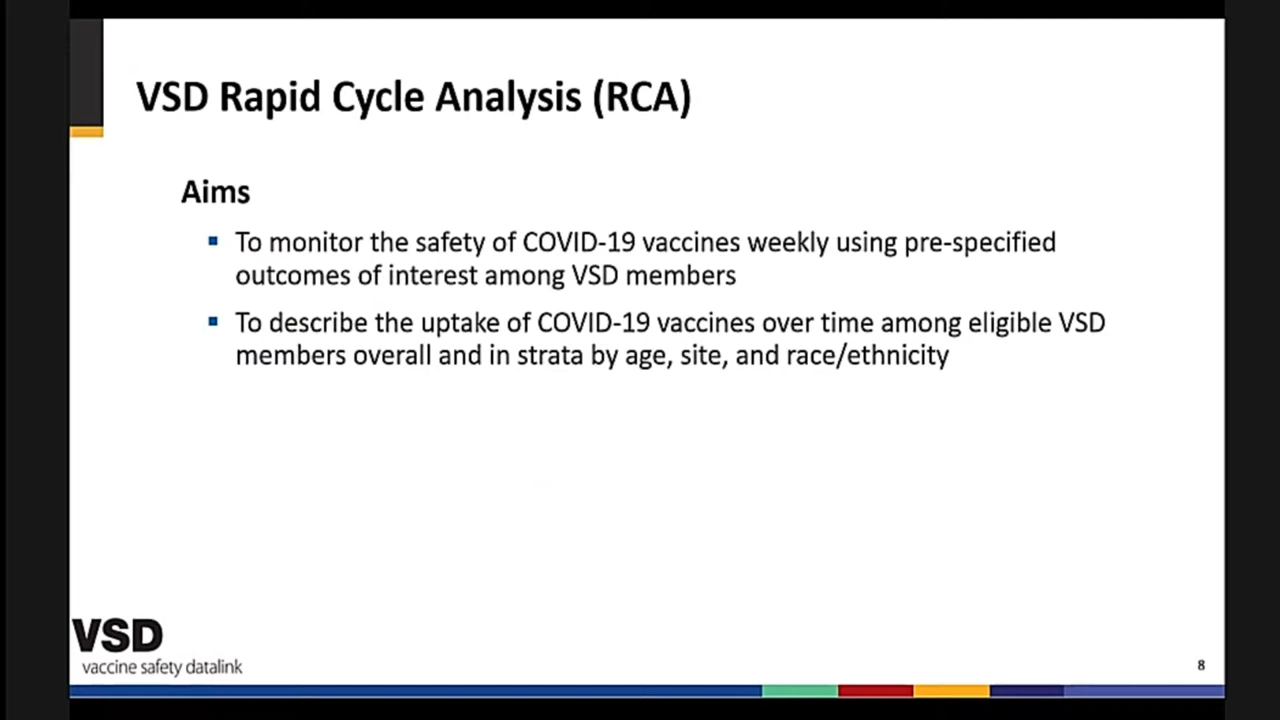 VSD Rapid Cycle Analysis (RCA)
Aims
▪ To monitor the safety of COVID-19 vaccines weekly using pre-specified
outcomes of interest among VSD members
▪ To describe the uptake of COVID-19 vaccines over time among eligible VSD
members overall and in strata by age, site, and race/ethnicity
VSD
vaccine safety datalink
8